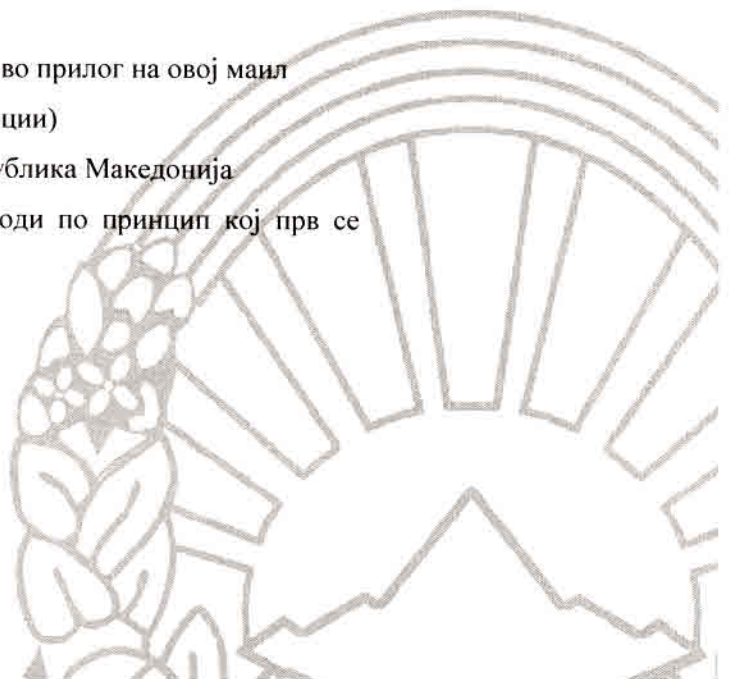 во прилог на овој маил
ции)
ублика Македонија
оди по принцип кој прв се